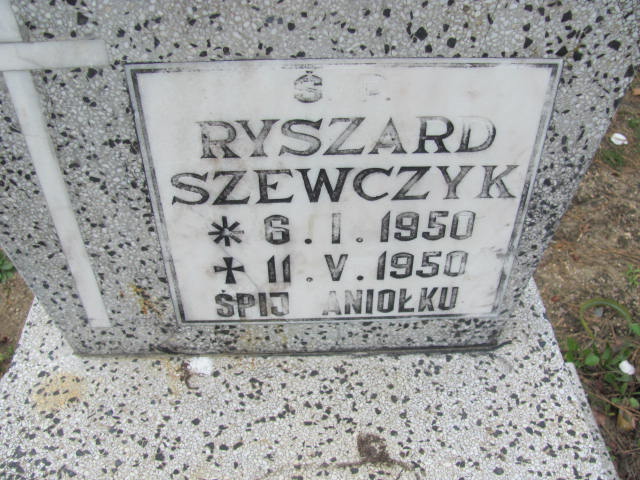 Ś. P.
RYSZARD
SZEWCZYK
* 6. I. 1950
✝ 11. V. 1950
ŚPIJ ANIOŁKU